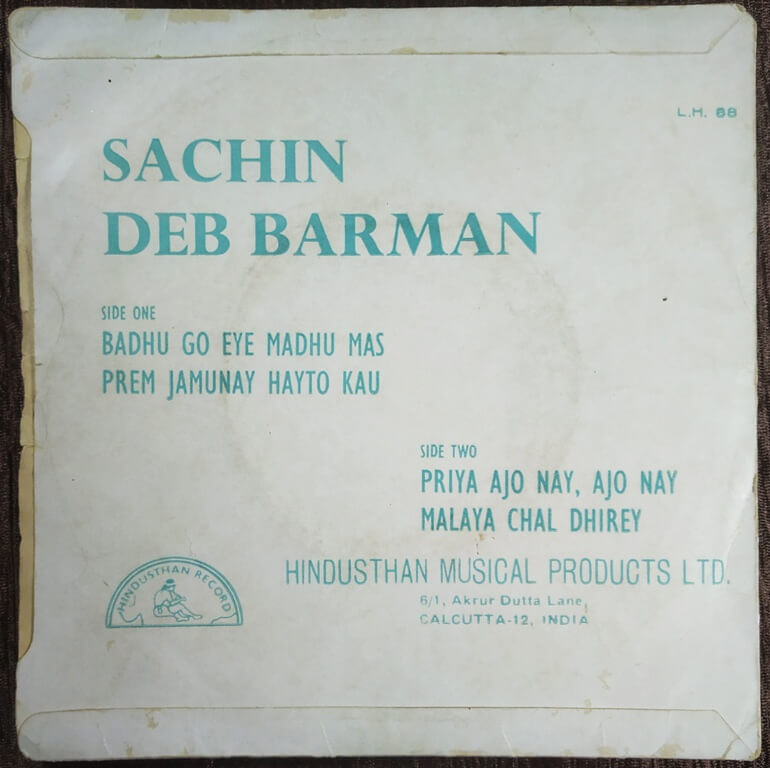 L.H. 68
SACHIN
DEB BARMAN
SIDE ONE
BADHU GO EYE MADHU MAS
PREM JAMUNAY HAYTO KAU
SIDE TWO
PRIYA AJO NAY, AJO NAY
MALAYA CHAL DHIREY
HINDUSTHAN RECORD
HINDUSTHAN MUSICAL PRODUCTS LTD.
6/1, Akrur Dutta Lane,
CALCUTTA-12, INDIA